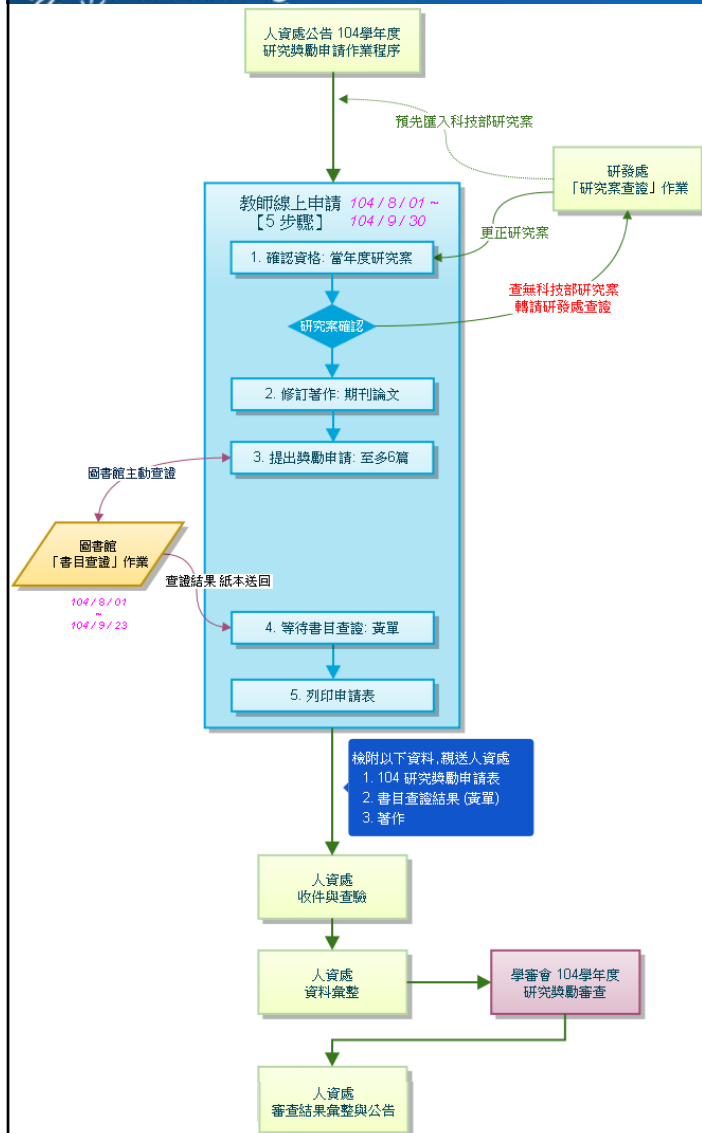 人資處公告 104學年度
研究獎勵申請作業程序
預先匯入科技部研究案
研發處
「研究案查證」作業
教師線上申請 104 / 8 / 01 ~
【5 步驟】 104 / 9 / 30
更正研究案
1. 確認資格: 當年度研究案
查無科技部研究案
轉請研發處查證
研究案確認
2. 修訂著作: 期刊論文
3. 提出獎勵申請: 至多6篇
圖書館主動查證
圖書館
「書目查證」作業
查證結果 紙本送回
104 / 8 / 01
~
104 / 9 / 23
4. 等待書目查證: 黃單
5. 列印申請表
檢附以下資料,親送人資處
1. 104 研究獎勵申請表
2. 書目查證結果 (黃單)
3. 著作
人資處
收件與查驗
人資處
資料彙整
學審會 104學年度
研究獎勵審查
人資處
審查結果彙整與公告